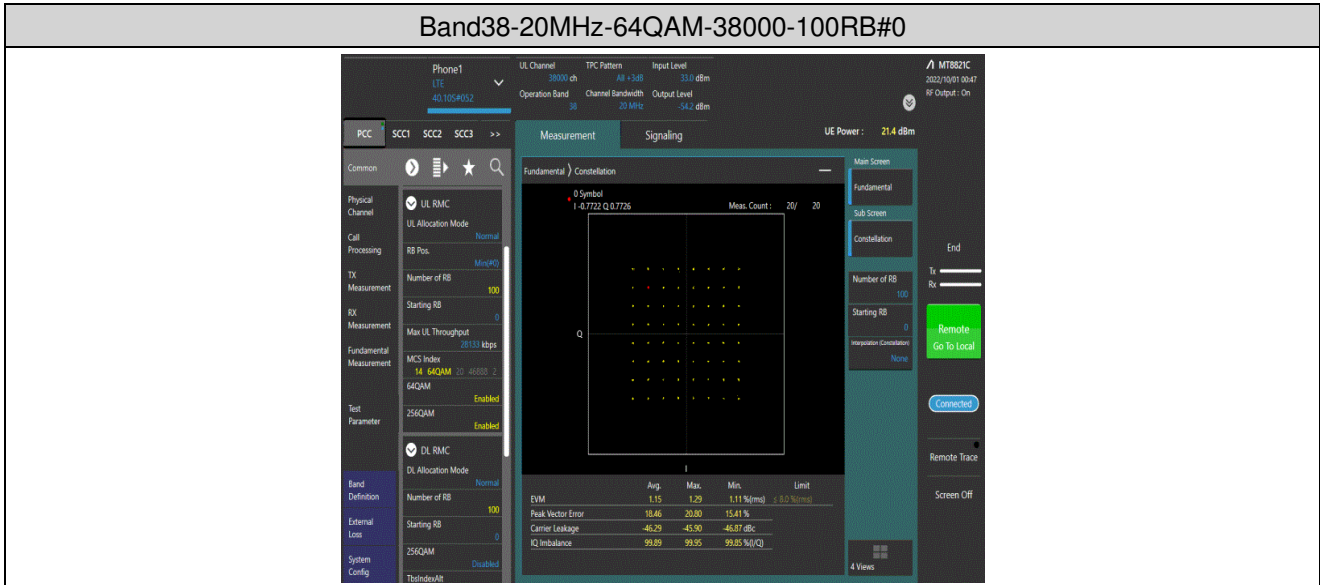 Band38-20MHz-64QAM-38000-100RB#0
Phone1
LTE
40.10S#052
UL Channel TPC Pattern Input Level
38000 ch All +3dB 33.0 dBm
Operation Band Channel Bandwidth Output Level
38 20 MHz -54.2 dBm
MT8821C
2022/10/01 00:47
RF Output : On
PCC SCC1 SCC2 SCC3 >>
Measurement Signaling
UE Power : 21.4 dBm
Common
Physical
Channel
Call
Processing
TX
Measurement
RX
Measurement
Fundamental
Measurement
Test
Parameter
Band
Definition
External
Loss
System
Config
UL RMC
UL Allocation Mode
Normal
RB Pos.
Min(#0)
Number of RB
100
Starting RB
0
Max UL Throughput
28133 kbps
MCS Index
14 64QAM 20 46888 2
64QAM
Enabled
256QAM
Enabled
DL RMC
DL Allocation Mode
Normal
Number of RB
100
Starting RB
0
256QAM
Disabled
TbsIndexAlt
Fundamental Constellation
0 Symbol
I -0.7722 Q 0.7726 Meas. Count : 20/ 20
Q
I
Avg. Max. Min. Limit
EVM 1.15 1.29 1.11 %(rms) ≤ 8.0 %(rms)
Peak Vector Error 18.46 20.80 15.41 %
Carrier Leakage -46.29 -45.90 -46.87 dBc
IQ Imbalance 99.89 99.95 99.85 %(I/Q)
Main Screen
Fundamental
Sub Screen
Constellation
Number of RB
100
Starting RB
0
Interpolation (Constellation)
None
4 Views
End
Tx
Rx
Remote
Go To Local
Connected
Remote Trace
Screen Off